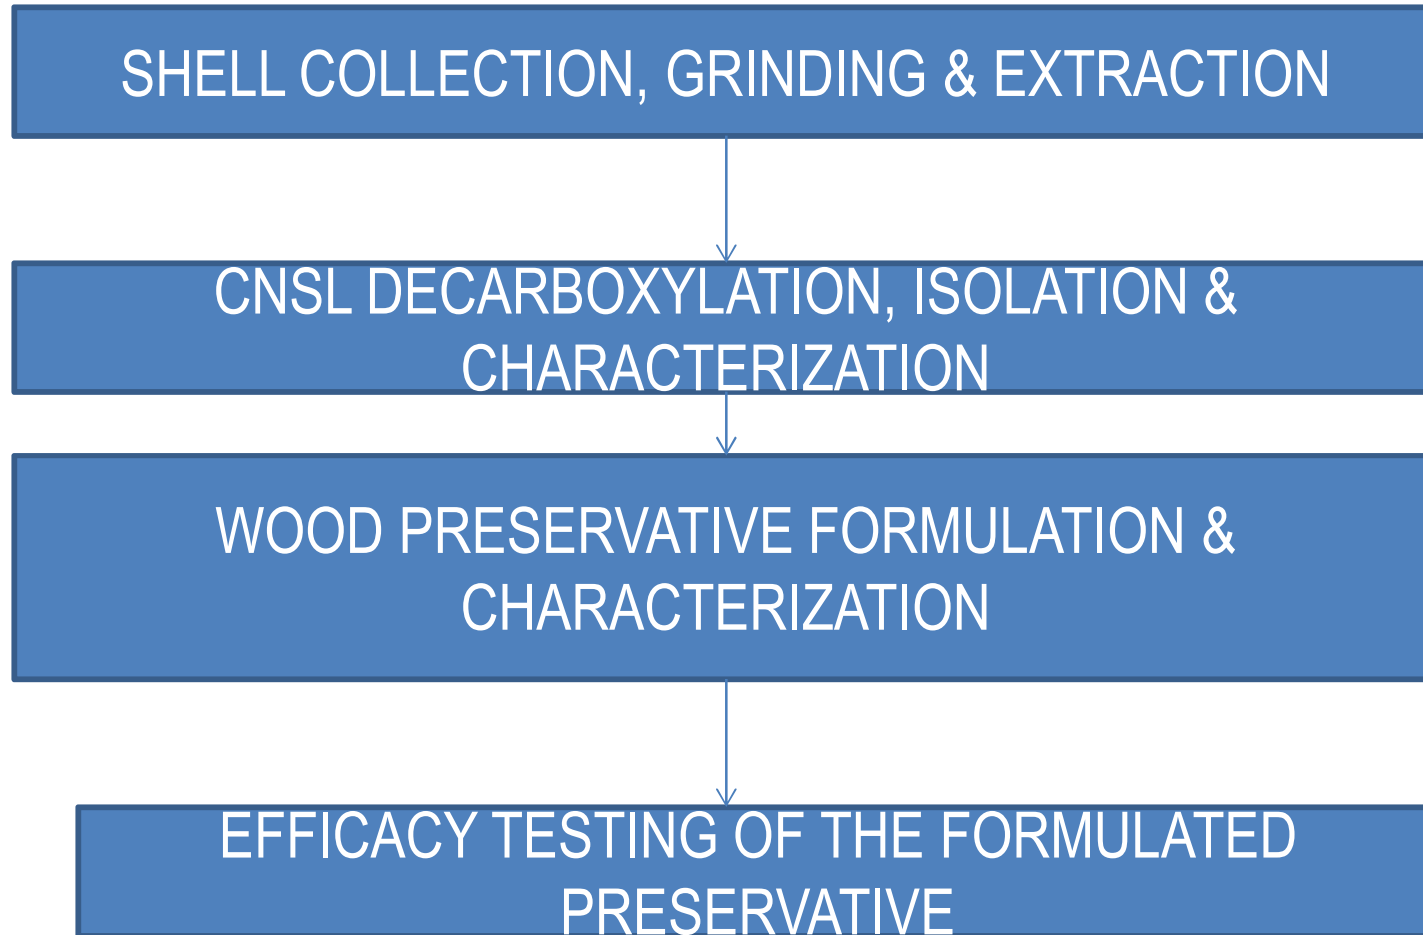 SHELL COLLECTION, GRINDING & EXTRACTION
CNSL DECARBOXYLATION, ISOLATION &
CHARACTERIZATION
WOOD PRESERVATIVE FORMULATION &
CHARACTERIZATION
EFFICACY TESTING OF THE FORMULATED
PRESERVATIVE